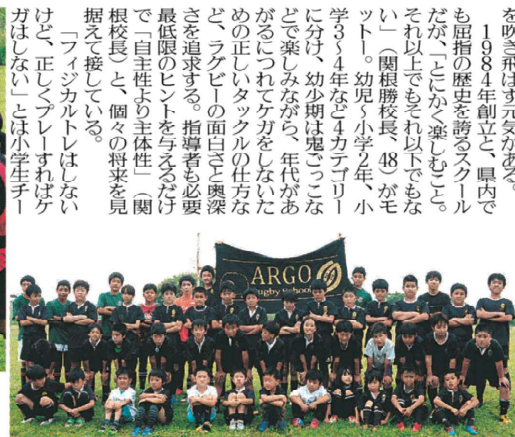 を吹き飛ばす元気がある。
1984年創立と、県内で
も屈指の歴史を誇るスクール
だが、「とにかく楽しむこと。
それ以上でもそれ以下でもな
い」(関根勝校長、48)がモ
ットー。幼児～小学2年、小
学3～4年など4カテゴリー
に分け、幼少期は鬼ごっこな
どで楽しみながら、年代があ
がるにつれてケガをしないた
めの正しいタックルの仕方な
ど、ラグビーの面白さと奥深
さを追求する。指導者も必要
最低限のヒントを与えるだけ
で「自主性より主体性」(関
根校長)と、個々の将来を見
据えて接している。
「フィジカルトレはしない
けど、正しくプレーすればケ
ガはしない」とは小学生チー
ARGO
Rugby School